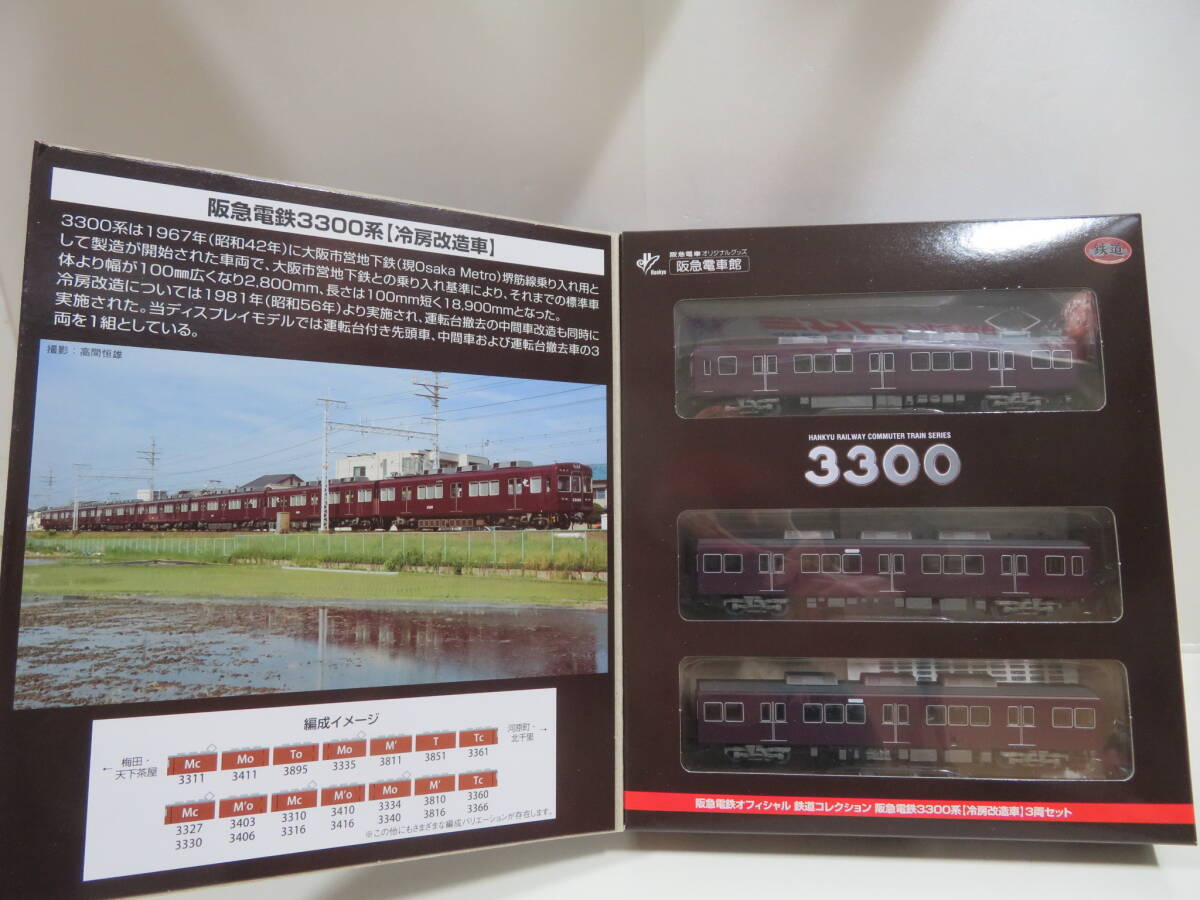 阪急電鉄3300系【冷房改造車】
3300系は1967年(昭和42年)に大阪市営地下鉄(現Osaka Metro)堺筋線乗り入れ用と
して製造が開始された車両で、大阪市営地下鉄との乗り入れ基準により、それまでの標準車
体より幅が100㎜広くなり2,800mm、長さは100mm短く18,900mmとなった。
冷房改造については1981年(昭和56年)より実施され、運転台撤去の中間車改造も同時に
実施された。当ディスプレイモデルでは運転台付き先頭車、中間車および運転台撤去車の3
両を1組としている。
撮影：高間恒雄
編成イメージ
← 梅田・天下茶屋
河原町・北千里 →
Mc Mo To Mo M' T Tc
3311 3411 3895 3335 3811 3851 3361
Mc M'o Mc M'o Mo M' Tc
3327 3403 3310 3410 3334 3810 3360
3330 3406 3316 3416 3340 3816 3366
※この他にもさまざまな編成バリエーションが存在します。
Hankyu
阪急電車オリジナルグッズ
阪急電車館
鉄道
HANKYU RAILWAY COMMUTER TRAIN SERIES
3300
阪急電鉄オフィシャル 鉄道コレクション 阪急電鉄3300系【冷房改造車】3両セット